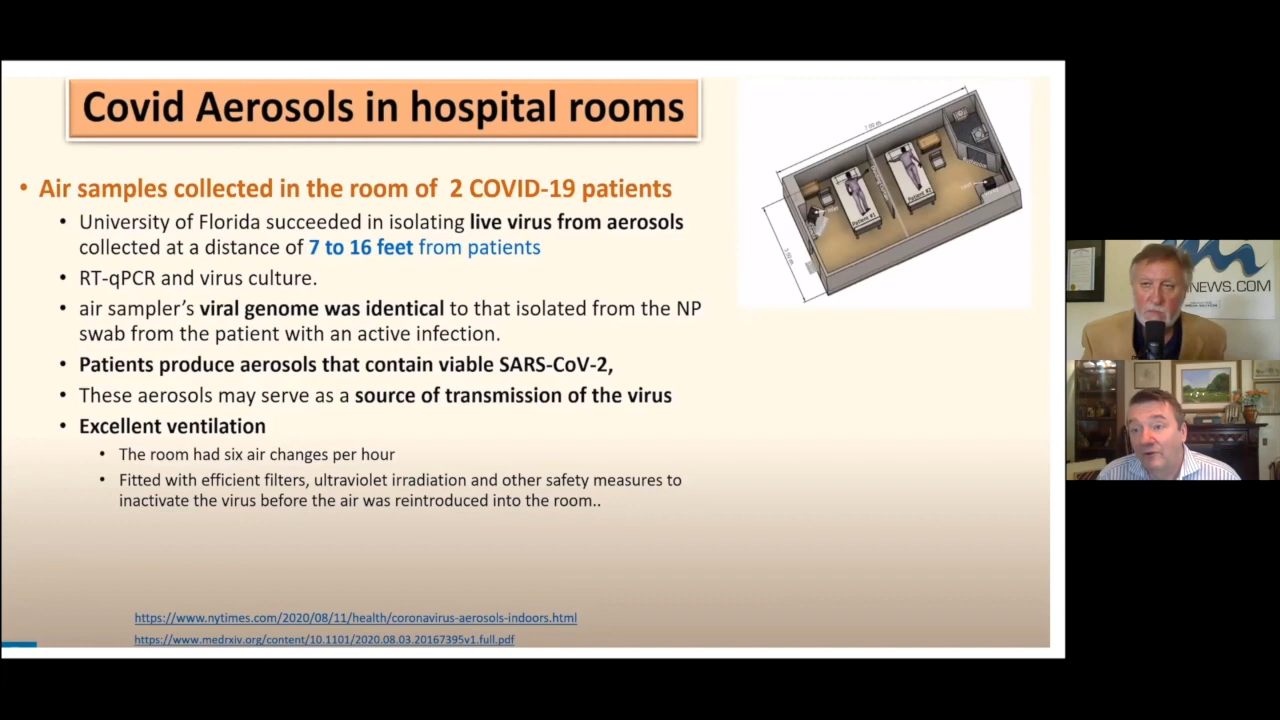 Covid Aerosols in hospital rooms
• Air samples collected in the room of 2 COVID-19 patients
• University of Florida succeeded in isolating live virus from aerosols
collected at a distance of 7 to 16 feet from patients
• RT-qPCR and virus culture.
• air sampler's viral genome was identical to that isolated from the NP
swab from the patient with an active infection.
• Patients produce aerosols that contain viable SARS-CoV-2,
• These aerosols may serve as a source of transmission of the virus
• Excellent ventilation
• The room had six air changes per hour
• Fitted with efficient filters, ultraviolet irradiation and other safety measures to
inactivate the virus before the air was reintroduced into the room..
https://www.nytimes.com/2020/08/11/health/coronavirus-aerosols-indoors.html
https://www.medrxiv.org/content/10.1101/2020.08.03.20167395v1.full.pdf
Patient #1
Patient #2
NEWS.COM